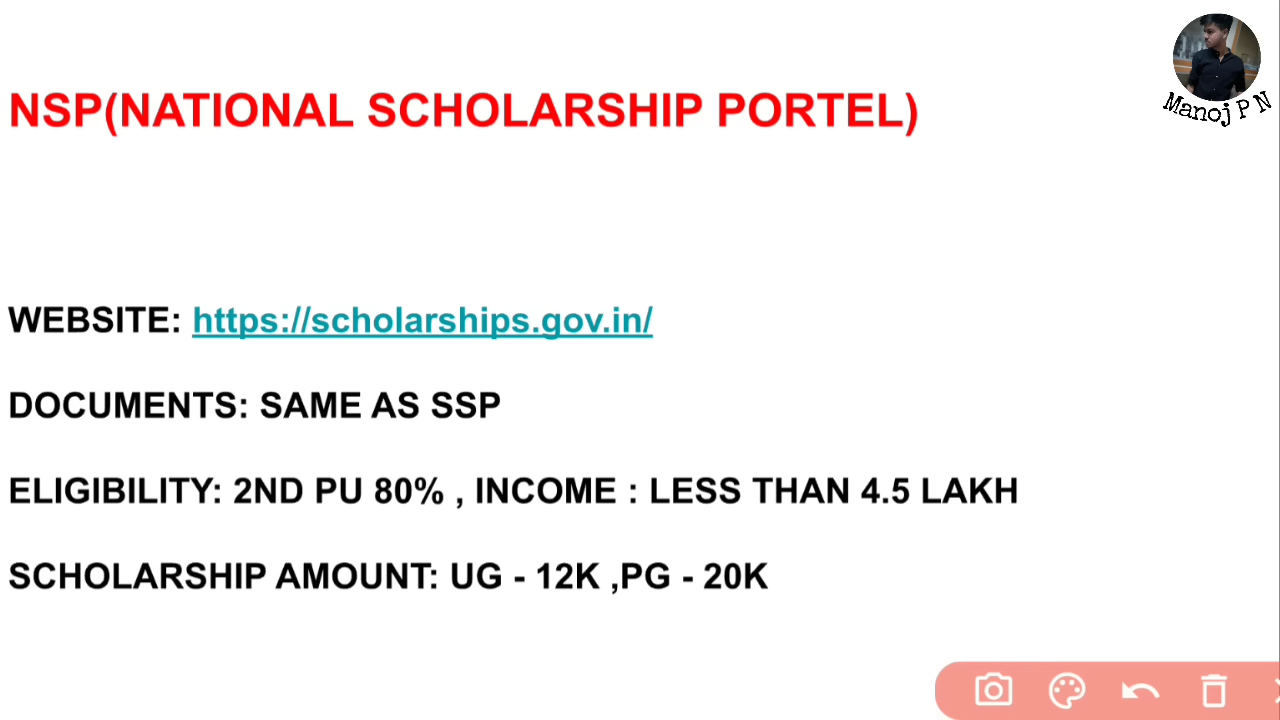 Manoj P N
NSP(NATIONAL SCHOLARSHIP PORTEL)
WEBSITE: https://scholarships.gov.in/
DOCUMENTS: SAME AS SSP
ELIGIBILITY: 2ND PU 80% , INCOME : LESS THAN 4.5 LAKH
SCHOLARSHIP AMOUNT: UG - 12K ,PG - 20K